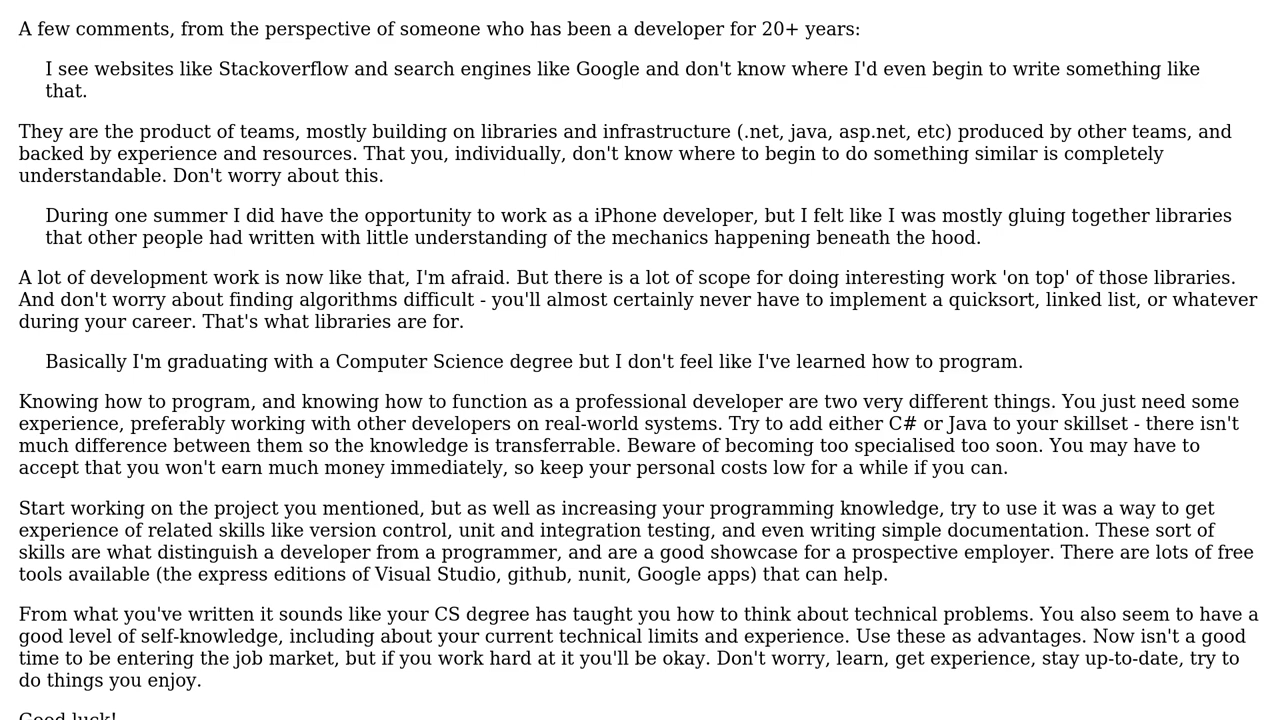 A few comments, from the perspective of someone who has been a developer for 20+ years:
I see websites like Stackoverflow and search engines like Google and don't know where I'd even begin to write something like
that.
They are the product of teams, mostly building on libraries and infrastructure (.net, java, asp.net, etc) produced by other teams, and
backed by experience and resources. That you, individually, don't know where to begin to do something similar is completely
understandable. Don't worry about this.
During one summer I did have the opportunity to work as a iPhone developer, but I felt like I was mostly gluing together libraries
that other people had written with little understanding of the mechanics happening beneath the hood.
A lot of development work is now like that, I'm afraid. But there is a lot of scope for doing interesting work 'on top' of those libraries.
And don't worry about finding algorithms difficult - you'll almost certainly never have to implement a quicksort, linked list, or whatever
during your career. That's what libraries are for.
Basically I'm graduating with a Computer Science degree but I don't feel like I've learned how to program.
Knowing how to program, and knowing how to function as a professional developer are two very different things. You just need some
experience, preferably working with other developers on real-world systems. Try to add either C# or Java to your skillset - there isn't
much difference between them so the knowledge is transferrable. Beware of becoming too specialised too soon. You may have to
accept that you won't earn much money immediately, so keep your personal costs low for a while if you can.
Start working on the project you mentioned, but as well as increasing your programming knowledge, try to use it was a way to get
experience of related skills like version control, unit and integration testing, and even writing simple documentation. These sort of
skills are what distinguish a developer from a programmer, and are a good showcase for a prospective employer. There are lots of free
tools available (the express editions of Visual Studio, github, nunit, Google apps) that can help.
From what you've written it sounds like your CS degree has taught you how to think about technical problems. You also seem to have a
good level of self-knowledge, including about your current technical limits and experience. Use these as advantages. Now isn't a good
time to be entering the job market, but if you work hard at it you'll be okay. Don't worry, learn, get experience, stay up-to-date, try to
do things you enjoy.
Good luck!